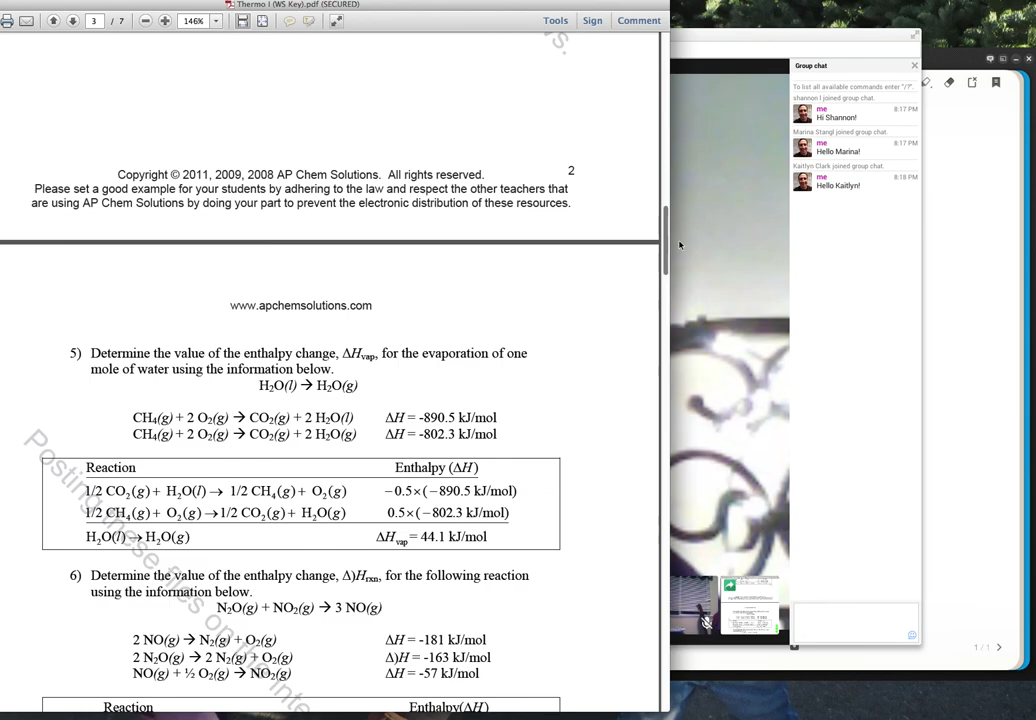 Thermo I (WS Key).pdf (SECURED)
3 / 7
146%
Tools
Sign
Comment
s.
Copyright © 2011, 2009, 2008 AP Chem Solutions. All rights reserved.
2
Please set a good example for your students by adhering to the law and respect the other teachers that
are using AP Chem Solutions by doing your part to prevent the electronic distribution of these resources.
www.apchemsolutions.com
5) Determine the value of the enthalpy change, ΔHvap, for the evaporation of one
mole of water using the information below.
H₂O(l) → H₂O(g)
CH₄(g) + 2 O₂(g) → CO₂(g) + 2 H₂O(l) ΔH = -890.5 kJ/mol
CH₄(g) + 2 O₂(g) → CO₂(g) + 2 H₂O(g) ΔH = -802.3 kJ/mol
Reaction Enthalpy (ΔH)
1/2 CO₂(g) + H₂O(l) → 1/2 CH₄(g) + O₂(g) −0.5×(−890.5 kJ/mol)
1/2 CH₄(g) + O₂(g) →1/2 CO₂(g) + H₂O(g) 0.5×(−802.3 kJ/mol)
H₂O(l) → H₂O(g) ΔHvap = 44.1 kJ/mol
6) Determine the value of the enthalpy change, Δ)Hrxn, for the following reaction
using the information below.
N₂O(g) + NO₂(g) → 3 NO(g)
2 NO(g) → N₂(g) + O₂(g) ΔH = -181 kJ/mol
2 N₂O(g) → 2 N₂(g) + O₂(g) Δ)H = -163 kJ/mol
NO(g) + ½ O₂(g) → NO₂(g) ΔH = -57 kJ/mol
Reaction Enthalpy(ΔH)
Posting these files on the Inte
Group chat
To list all available commands enter "/?".
shannon l joined group chat.
me 8:17 PM
Hi Shannon!
Marina Stangl joined group chat.
me 8:17 PM
Hello Marina!
Kaitlyn Clark joined group chat.
me 8:18 PM
Hello Kaitlyn!
1 / 1